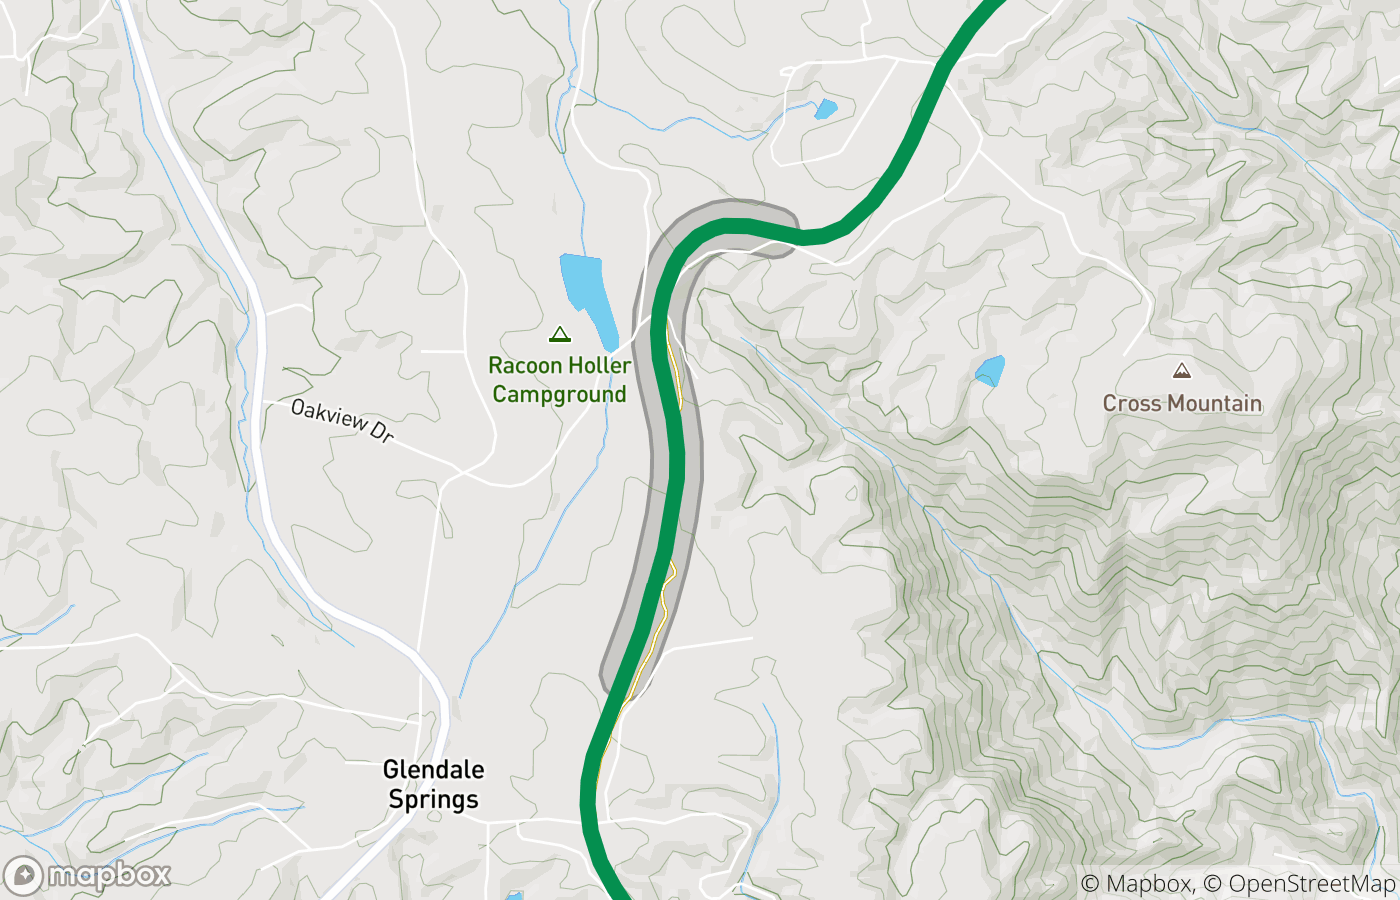 Racoon Holler
Campground
Cross Mountain
Oakview Dr
Glendale
Springs
mapbox
© Mapbox, © OpenStreetMap